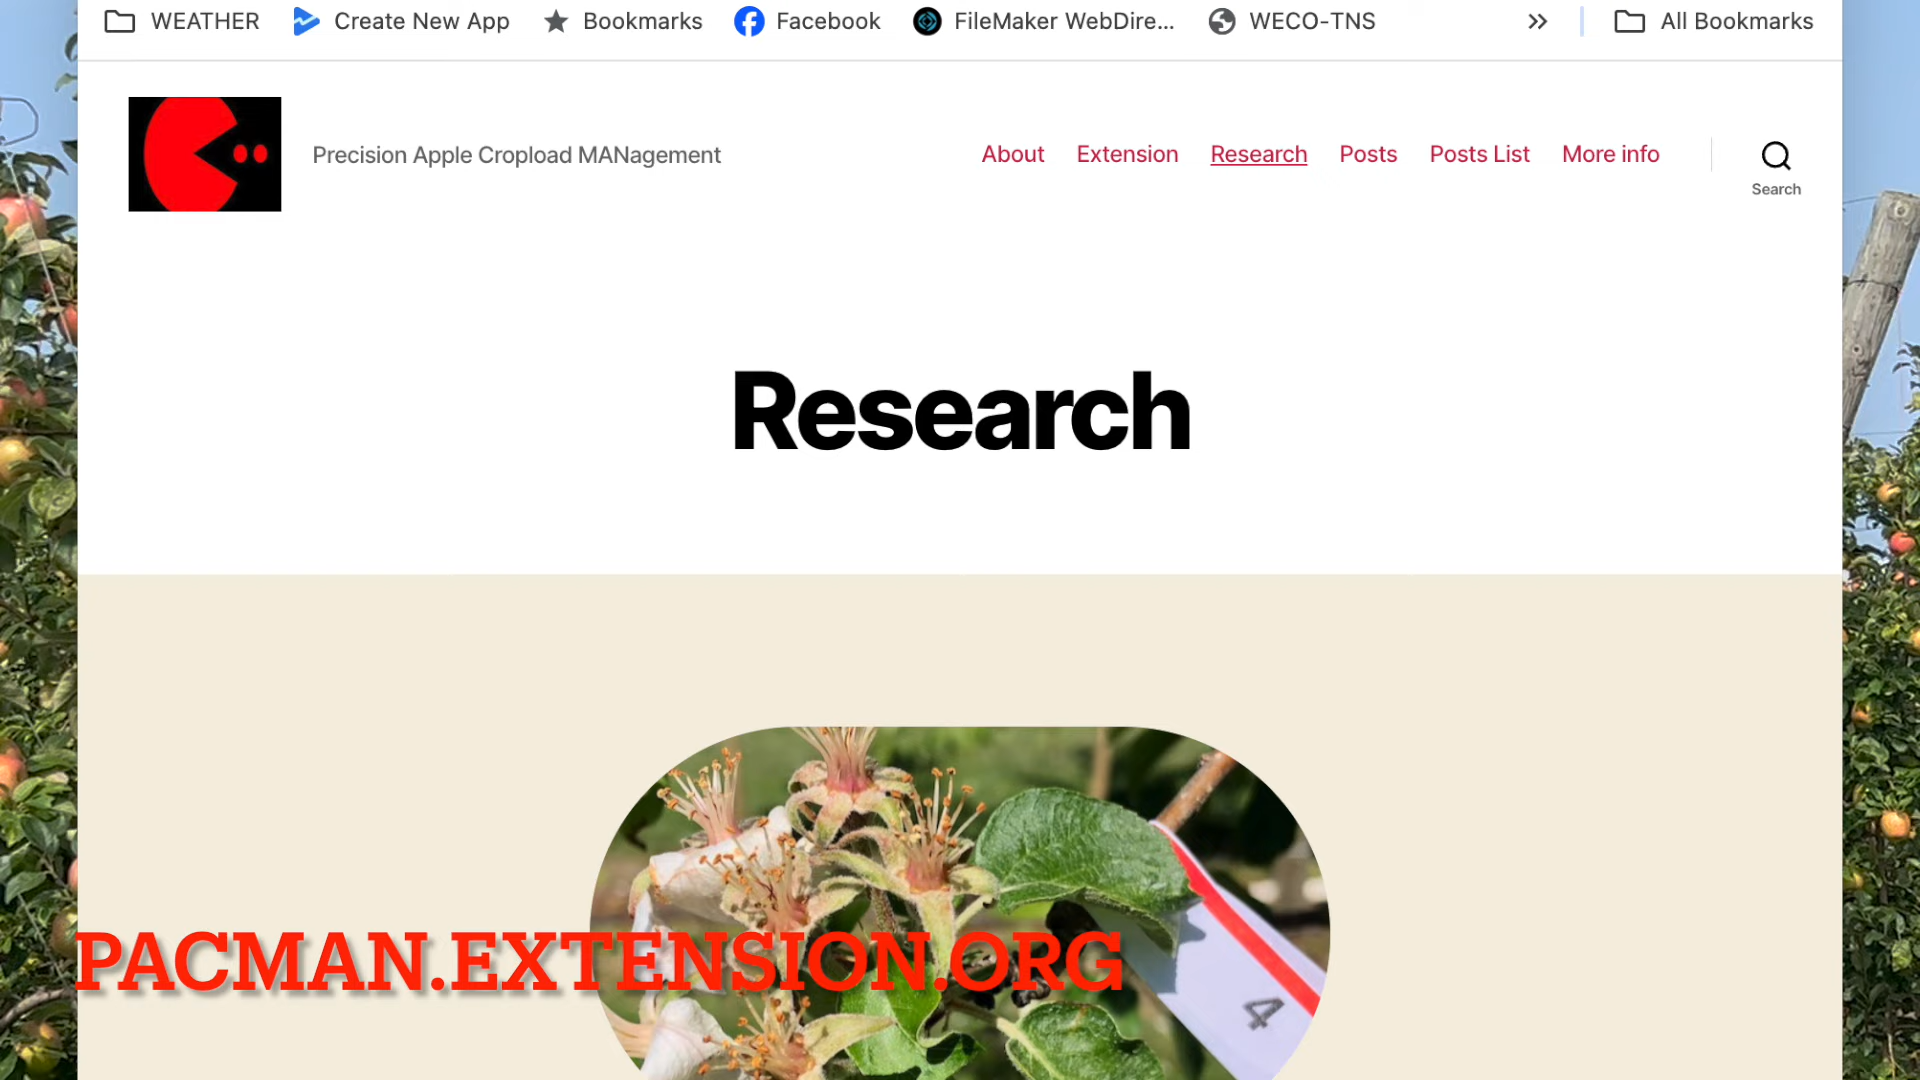 WEATHER Create New App Bookmarks Facebook FileMaker WebDire... WECO-TNS All Bookmarks
Precision Apple Cropload MANagement About Extension Research Posts Posts List More info
Search
Research
PACMAN.EXTENSION.ORG
4